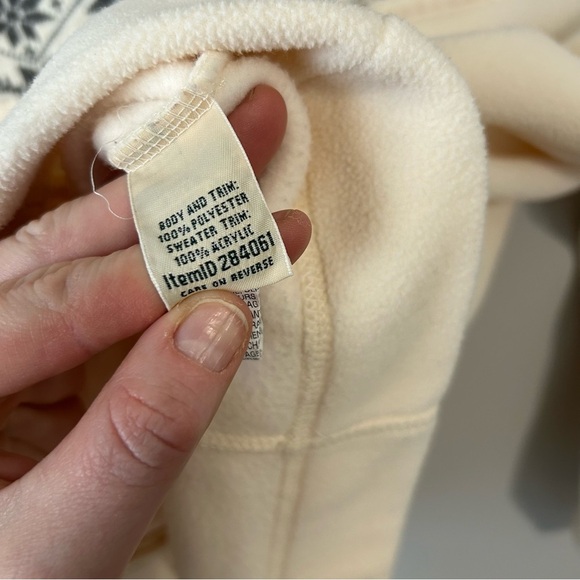 BODY AND TRIM:
100% POLYESTER
SWEATER TRIM:
100% ACRYLIC
ItemID 284061
CARE ON REVERSE